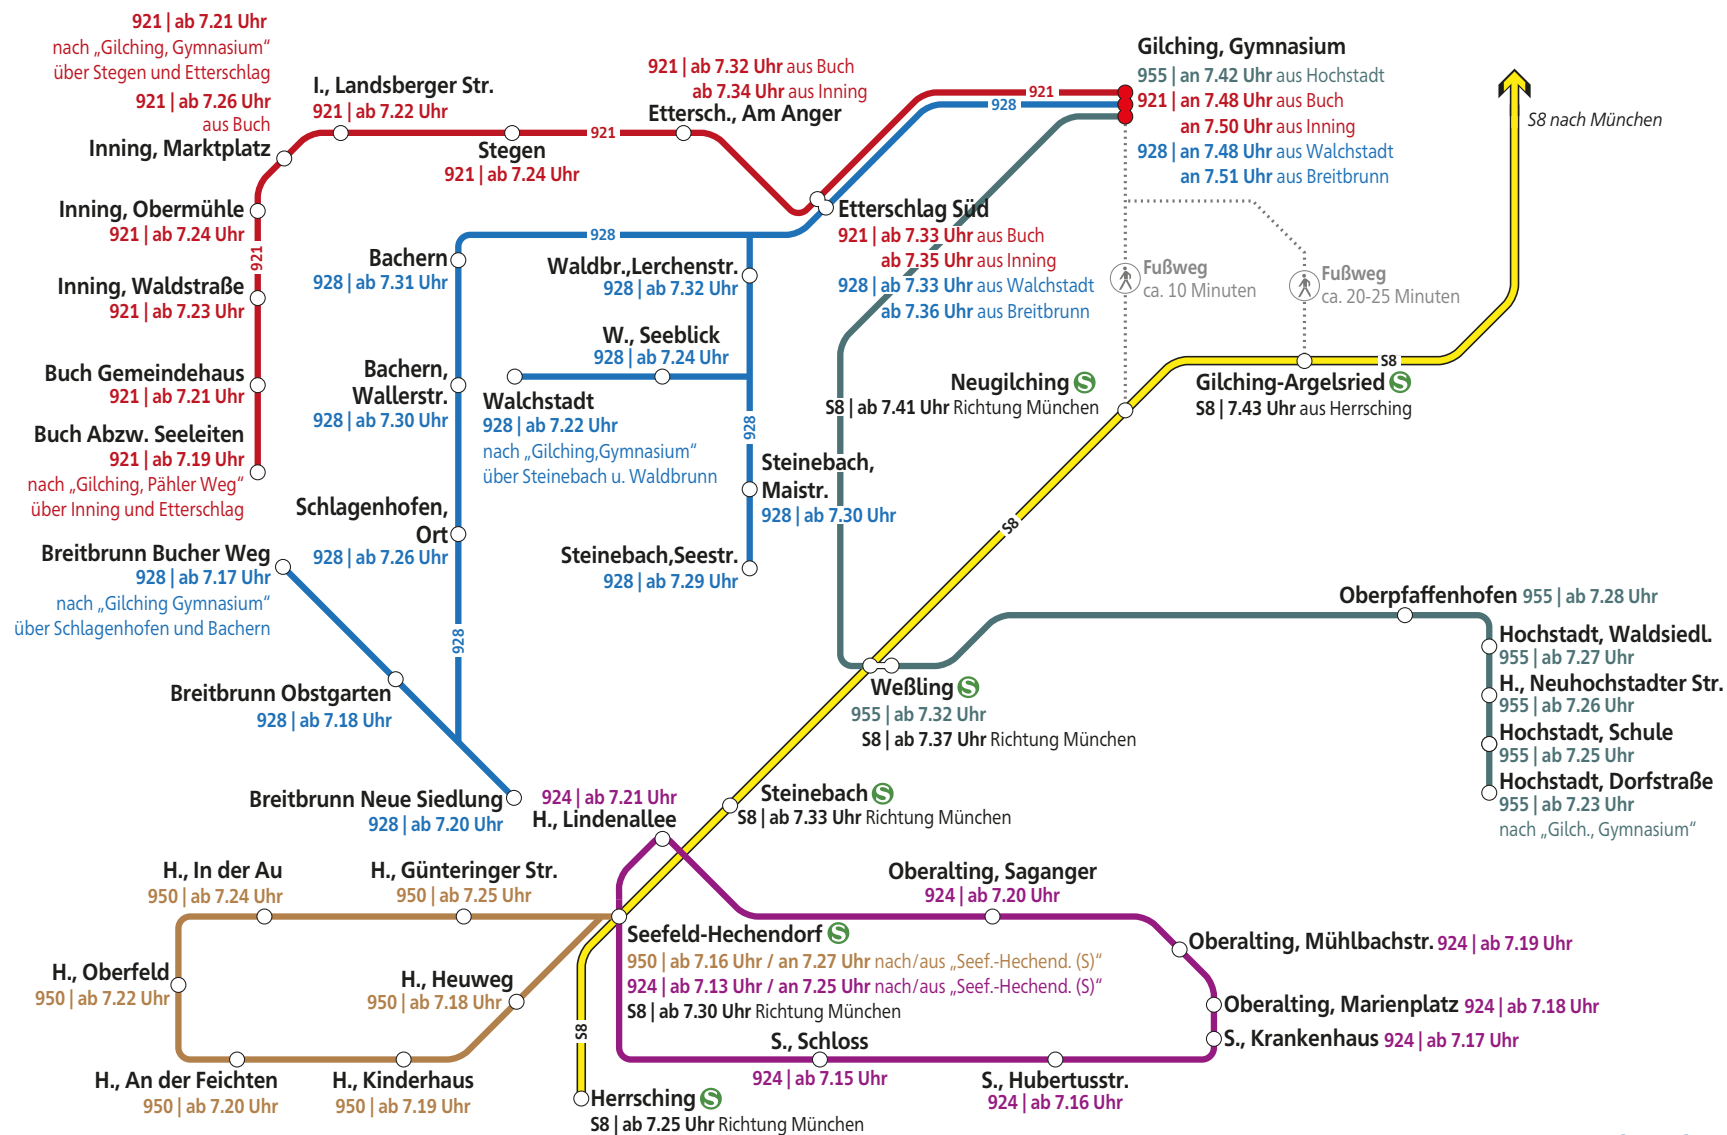 921 | ab 7.21 Uhr
nach „Gilching, Gymnasium“
über Stegen und Etterschlag
921 | ab 7.26 Uhr
aus Buch
Inning, Marktplatz
I., Landsberger Str.
921 | ab 7.22 Uhr
Stegen
921 | ab 7.24 Uhr
921
921 | ab 7.32 Uhr aus Buch
ab 7.34 Uhr aus Inning
Ettersch., Am Anger
921
928
Gilching, Gymnasium
955 | an 7.42 Uhr aus Hochstadt
921 | an 7.48 Uhr aus Buch
an 7.50 Uhr aus Inning
928 | an 7.48 Uhr aus Walchstadt
an 7.51 Uhr aus Breitbrunn
S8 nach München
Inning, Obermühle
921 | ab 7.24 Uhr
921
Inning, Waldstraße
921 | ab 7.23 Uhr
Buch Gemeindehaus
921 | ab 7.21 Uhr
Buch Abzw. Seeleiten
921 | ab 7.19 Uhr
nach „Gilching, Pähler Weg“
über Inning und Etterschlag
Etterschlag Süd
921 | ab 7.33 Uhr aus Buch
ab 7.35 Uhr aus Inning
928 | ab 7.33 Uhr aus Walchstadt
ab 7.36 Uhr aus Breitbrunn
928
Bachern
928 | ab 7.31 Uhr
Waldbr.,Lerchenstr.
928 | ab 7.32 Uhr
W., Seeblick
928 | ab 7.24 Uhr
Bachern,
Wallerstr.
928 | ab 7.30 Uhr
Walchstadt
928 | ab 7.22 Uhr
nach „Gilching,Gymnasium“
über Steinebach u. Waldbrunn
928
Steinebach,
Maistr.
928 | ab 7.30 Uhr
Schlagenhofen,
Ort
928 | ab 7.26 Uhr
Steinebach,Seestr.
928 | ab 7.29 Uhr
Fußweg
ca. 10 Minuten
Fußweg
ca. 20-25 Minuten
Neugilching S
S8 | ab 7.41 Uhr Richtung München
S8
Gilching-Argelsried S
S8 | 7.43 Uhr aus Herrsching
S8
Breitbrunn Bucher Weg
928 | ab 7.17 Uhr
nach „Gilching Gymnasium“
über Schlagenhofen und Bachern
928
Breitbrunn Obstgarten
928 | ab 7.18 Uhr
Breitbrunn Neue Siedlung
928 | ab 7.20 Uhr
Oberpfaffenhofen 955 | ab 7.28 Uhr
Hochstadt, Waldsiedl.
955 | ab 7.27 Uhr
H., Neuhochstadter Str.
955 | ab 7.26 Uhr
Hochstadt, Schule
955 | ab 7.25 Uhr
Hochstadt, Dorfstraße
955 | ab 7.23 Uhr
nach „Gilch., Gymnasium“
Weßling S
955 | ab 7.32 Uhr
S8 | ab 7.37 Uhr Richtung München
Steinebach S
S8 | ab 7.33 Uhr Richtung München
924 | ab 7.21 Uhr
H., Lindenallee
H., In der Au
950 | ab 7.24 Uhr
H., Günteringer Str.
950 | ab 7.25 Uhr
Oberalting, Saganger
924 | ab 7.20 Uhr
Oberalting, Mühlbachstr. 924 | ab 7.19 Uhr
Seefeld-Hechendorf S
950 | ab 7.16 Uhr / an 7.27 Uhr nach/aus „Seef.-Hechend. (S)“
924 | ab 7.13 Uhr / an 7.25 Uhr nach/aus „Seef.-Hechend. (S)“
S8 | ab 7.30 Uhr Richtung München
H., Oberfeld
950 | ab 7.22 Uhr
H., Heuweg
950 | ab 7.18 Uhr
Oberalting, Marienplatz 924 | ab 7.18 Uhr
S., Krankenhaus 924 | ab 7.17 Uhr
S8
S., Schloss
924 | ab 7.15 Uhr
S., Hubertusstr.
924 | ab 7.16 Uhr
H., An der Feichten
950 | ab 7.20 Uhr
H., Kinderhaus
950 | ab 7.19 Uhr
Herrsching S
S8 | ab 7.25 Uhr Richtung München